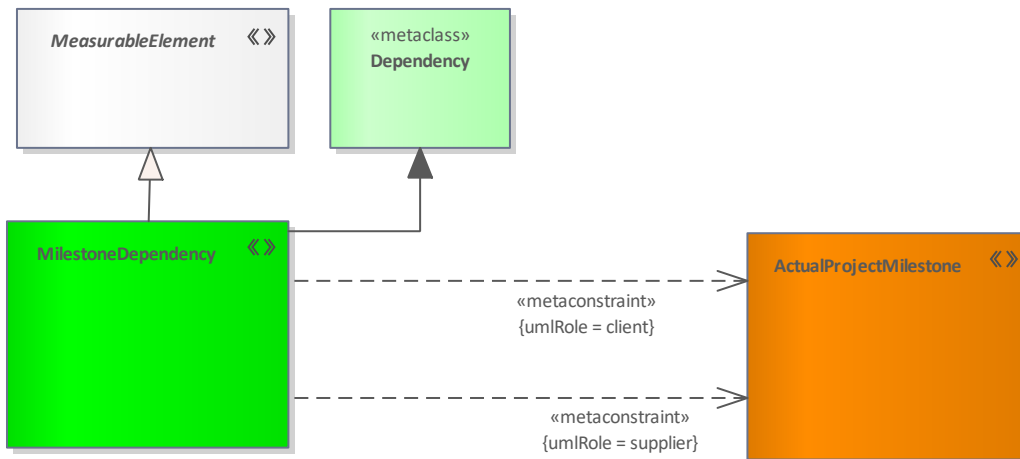 MeasurableElement
«»
«metaclass»
Dependency
MilestoneDependency
«»
ActualProjectMilestone
«»
«metaconstraint»
{umlRole = client}
«metaconstraint»
{umlRole = supplier}